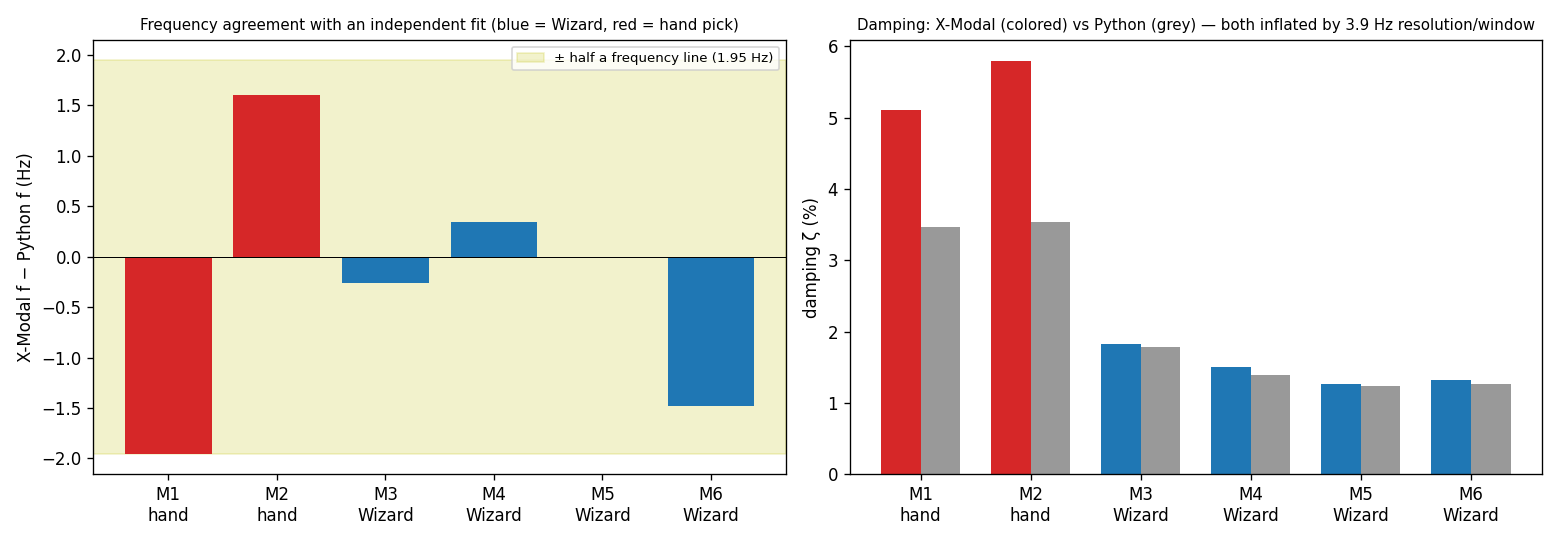 Frequency agreement with an independent fit (blue = Wizard, red = hand pick)
± half a frequency line (1.95 Hz)
X-Modal f — Python f (Hz)
2.0
1.5
1.0
0.5
0.0
−0.5
−1.0
−1.5
−2.0
M1
hand
M2
hand
M3
Wizard
M4
Wizard
M5
Wizard
M6
Wizard
Damping: X-Modal (colored) vs Python (grey) — both inflated by 3.9 Hz resolution/window
damping ζ (%)
6
5
4
3
2
1
0
M1
hand
M2
hand
M3
Wizard
M4
Wizard
M5
Wizard
M6
Wizard